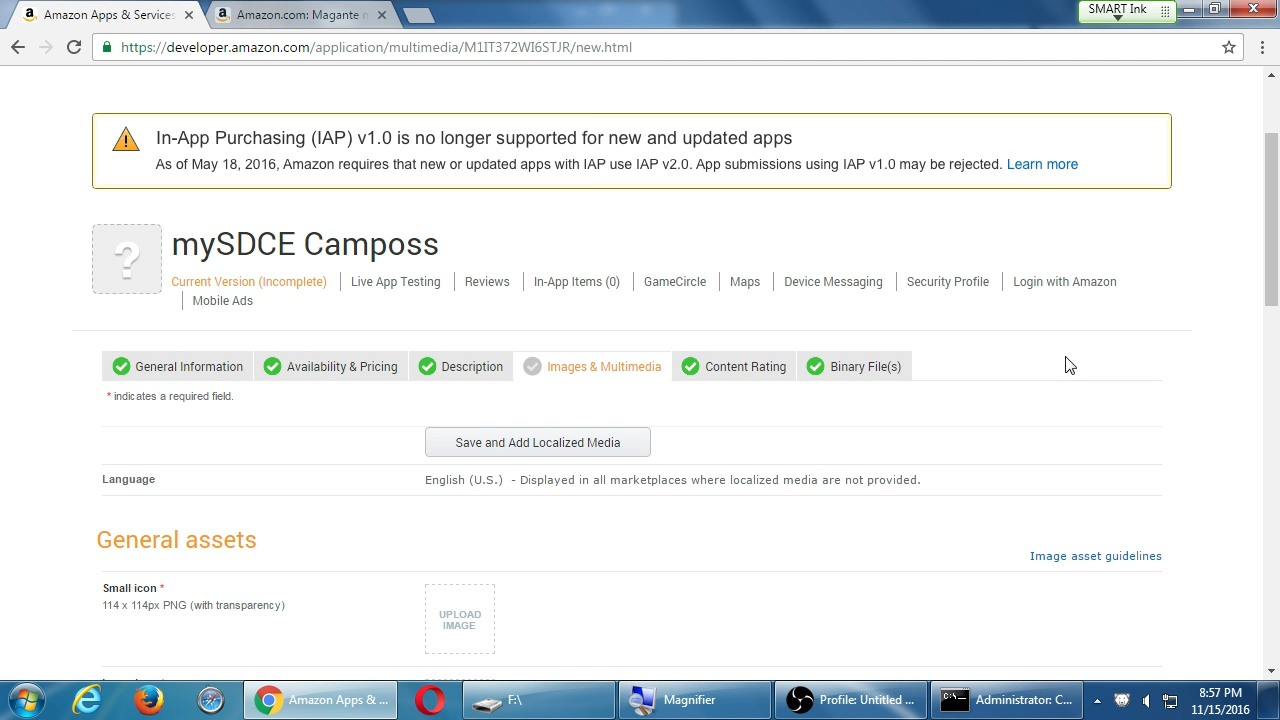 Amazon Apps & Services
Amazon.com: Magante n
SMART Ink
https://developer.amazon.com/application/multimedia/M1IT372WI6STJR/new.html
In-App Purchasing (IAP) v1.0 is no longer supported for new and updated apps
As of May 18, 2016, Amazon requires that new or updated apps with IAP use IAP v2.0. App submissions using IAP v1.0 may be rejected. Learn more
?
mySDCE Camposs
Current Version (Incomplete) Live App Testing Reviews In-App Items (0) GameCircle Maps Device Messaging Security Profile Login with Amazon
Mobile Ads
General Information Availability & Pricing Description Images & Multimedia Content Rating Binary File(s)
* indicates a required field.
Save and Add Localized Media
Language English (U.S.) - Displayed in all marketplaces where localized media are not provided.
General assets
Image asset guidelines
Small icon *
114 x 114px PNG (with transparency)
UPLOAD
IMAGE
Amazon Apps & ... F:\ Magnifier Profile: Untitled ... Administrator: C...
8:57 PM
11/15/2016